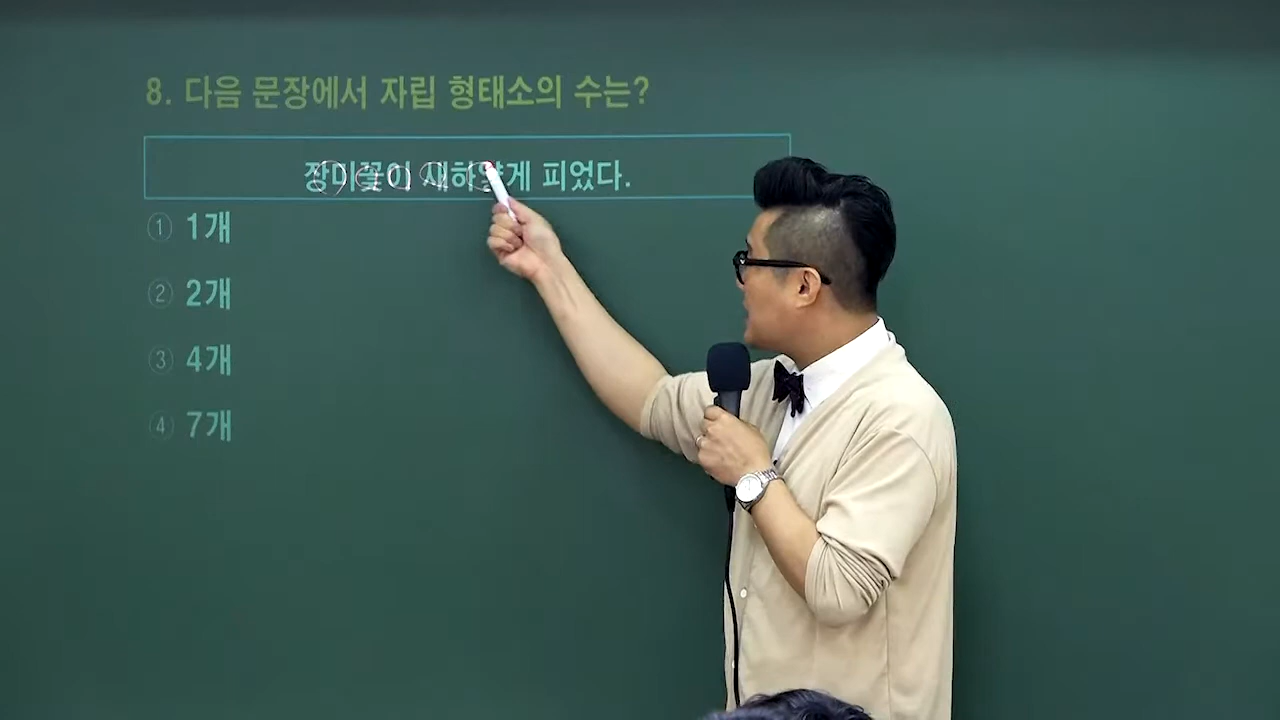 8. 다음 문장에서 자립 형태소의 수는?
장미꽃이 새하얗게 피었다.
① 1개
② 2개
③ 4개
④ 7개